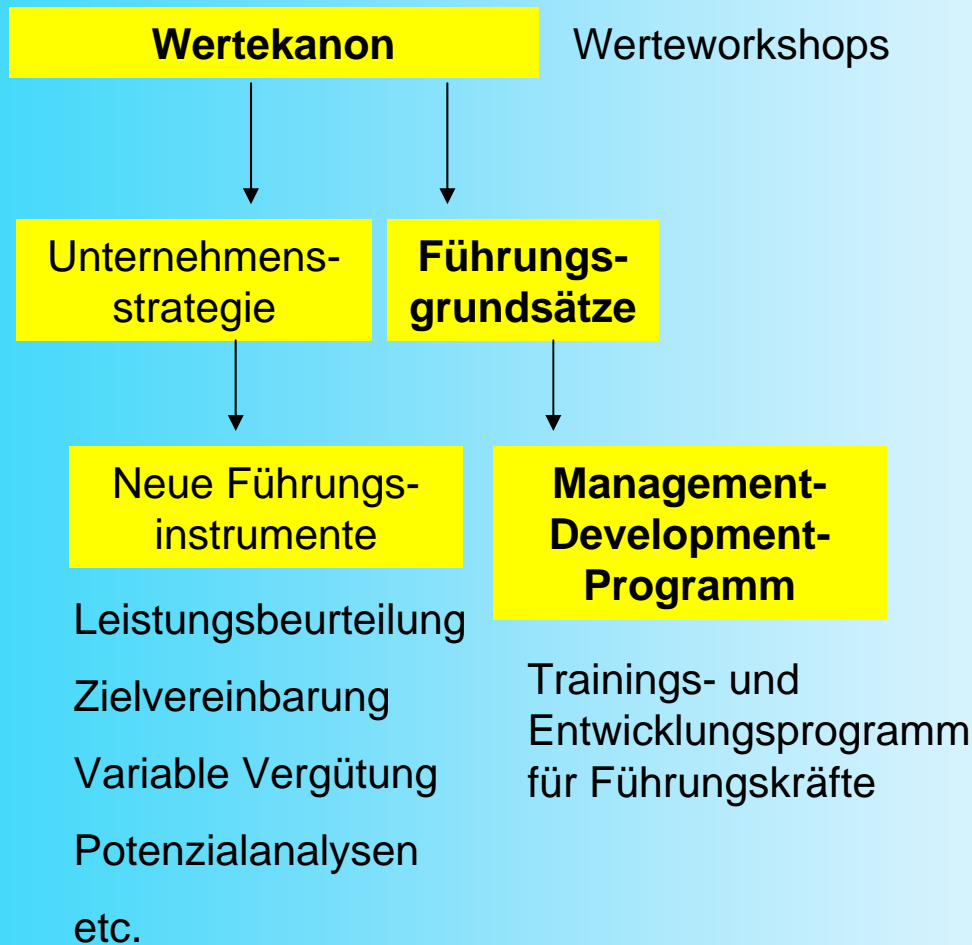 Wertekanon
Werteworkshops
Unternehmens-
strategie
Führungs-
grundsätze
Neue Führungs-
instrumente
Leistungsbeurteilung
Zielvereinbarung
Variable Vergütung
Potenzialanalysen
etc.
Management-
Development-
Programm
Trainings- und
Entwicklungsprogramm
für Führungskräfte